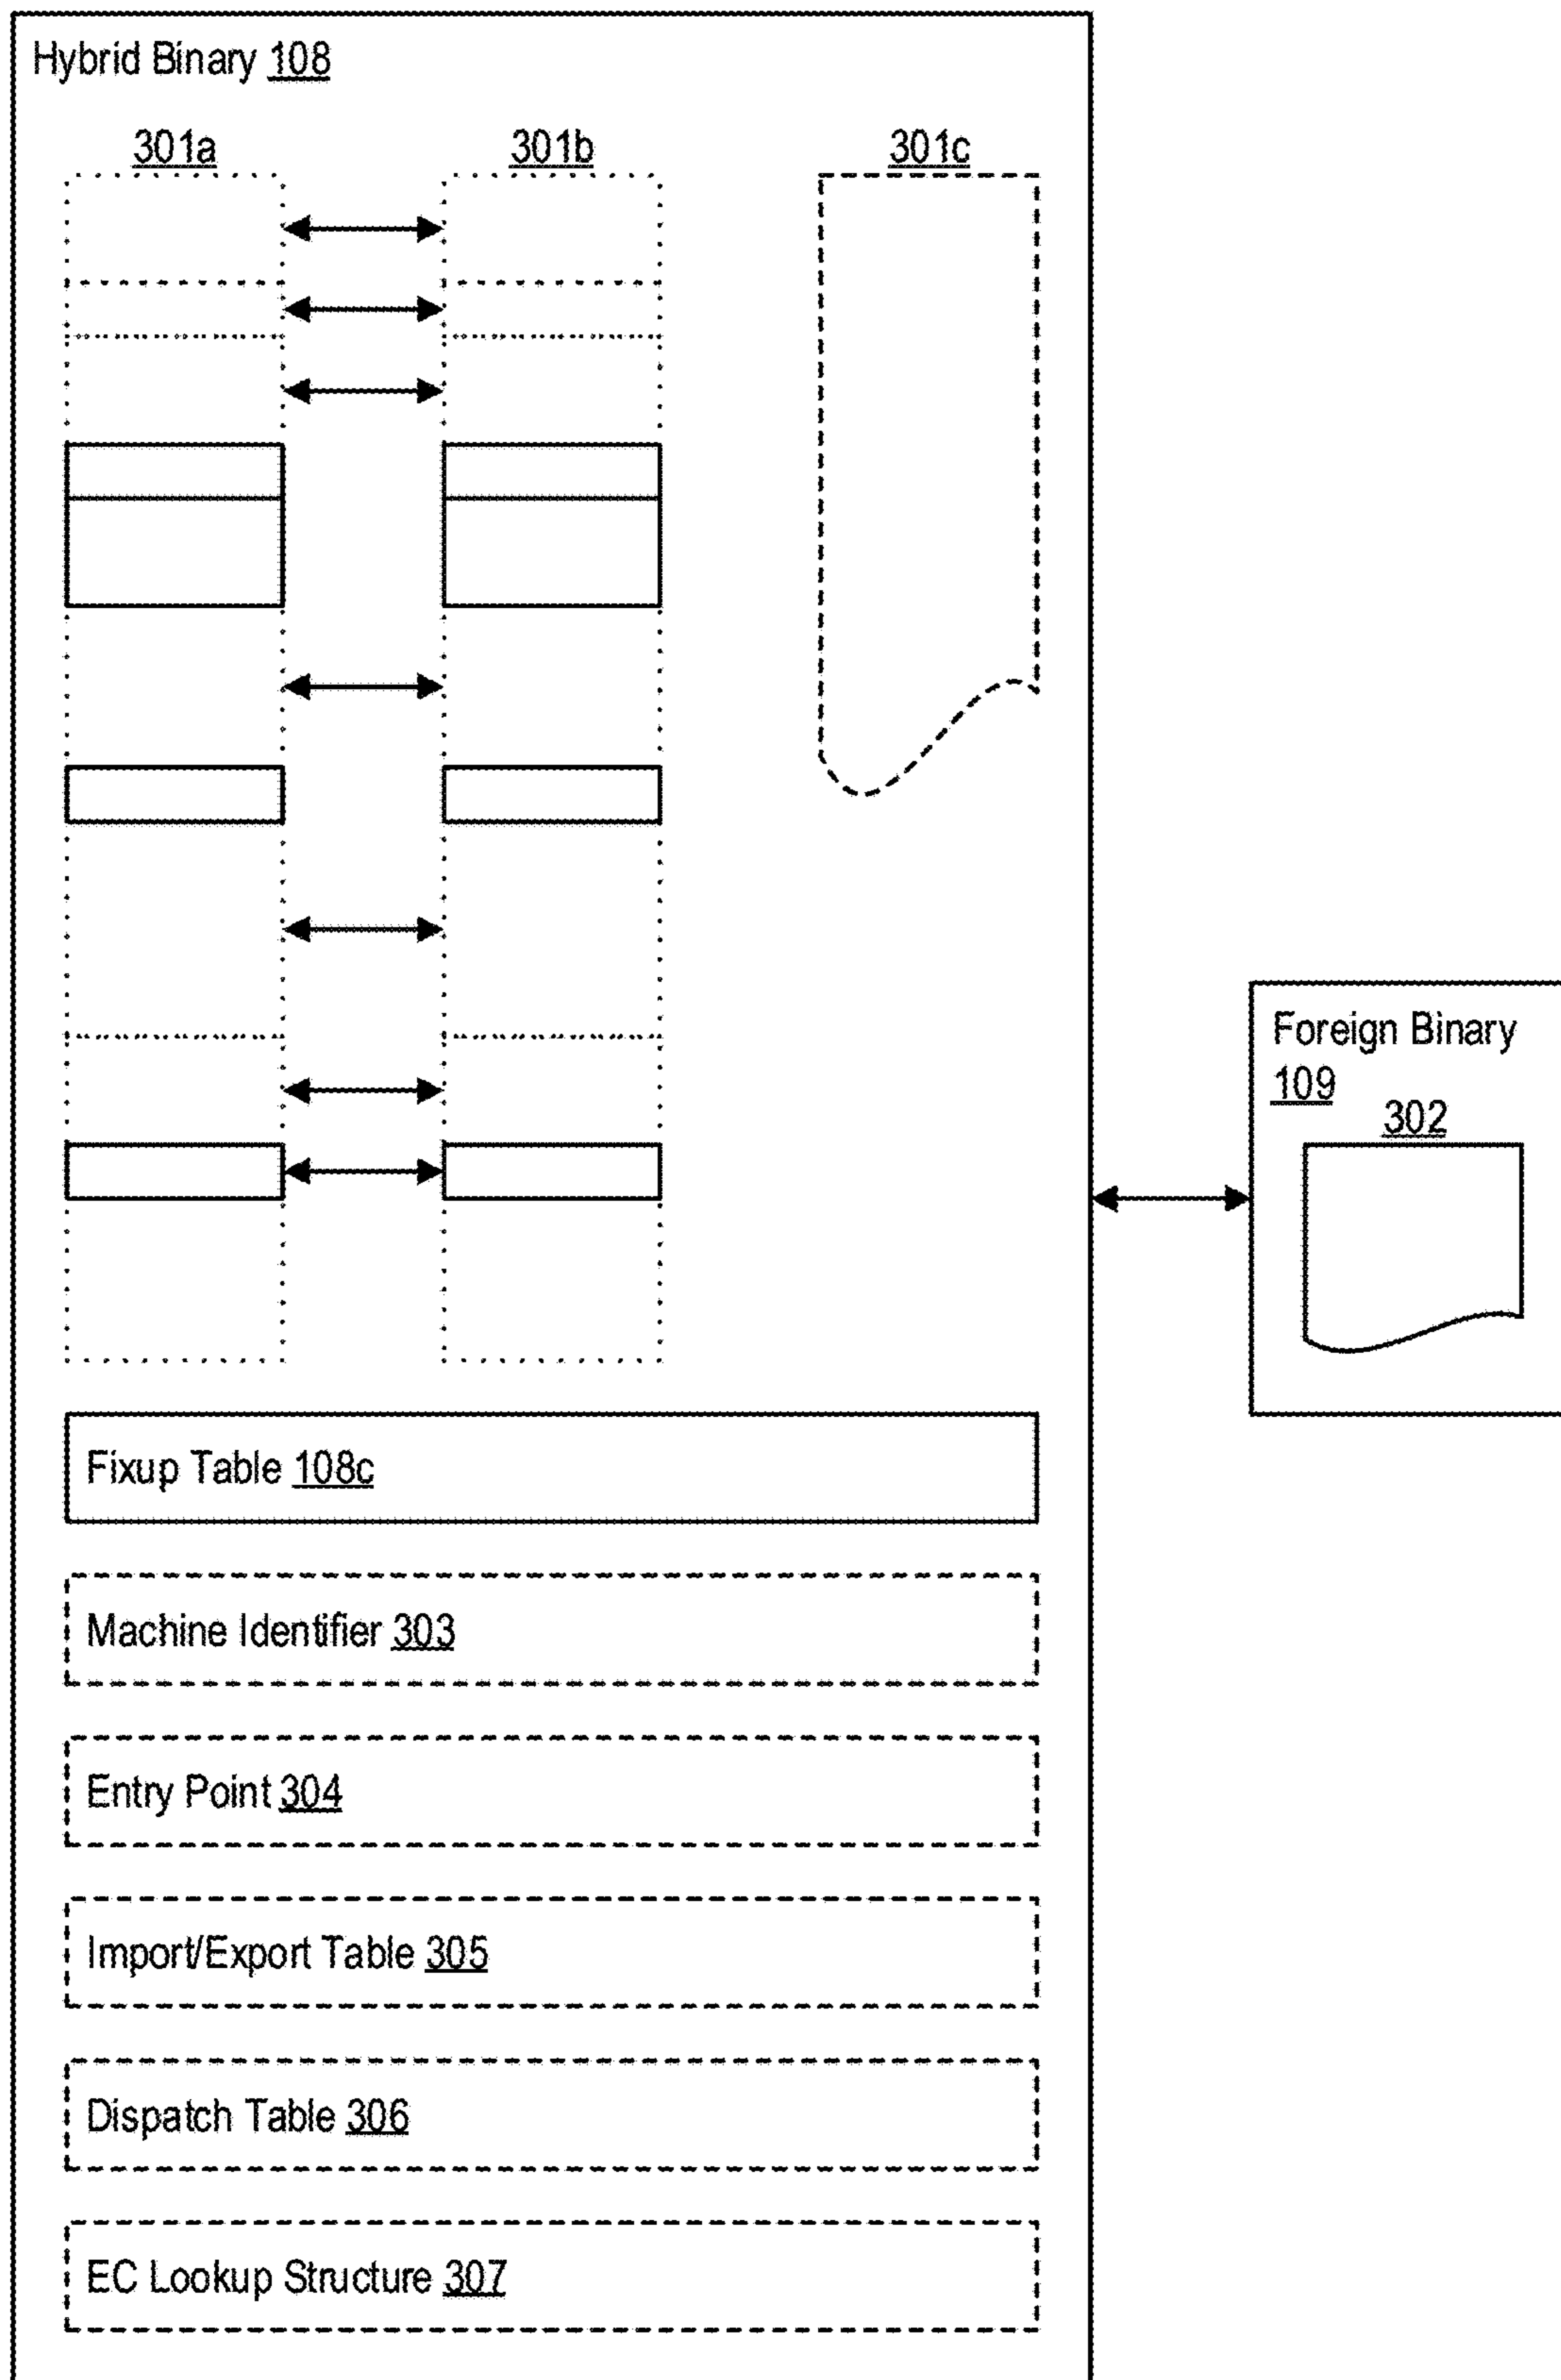 Hybrid Binary 108
301a 301b 301c
Foreign Binary
109
302
Fixup Table 108c
Machine Identifier 303
Entry Point 304
Import/Export Table 305
Dispatch Table 306
EC Lookup Structure 307